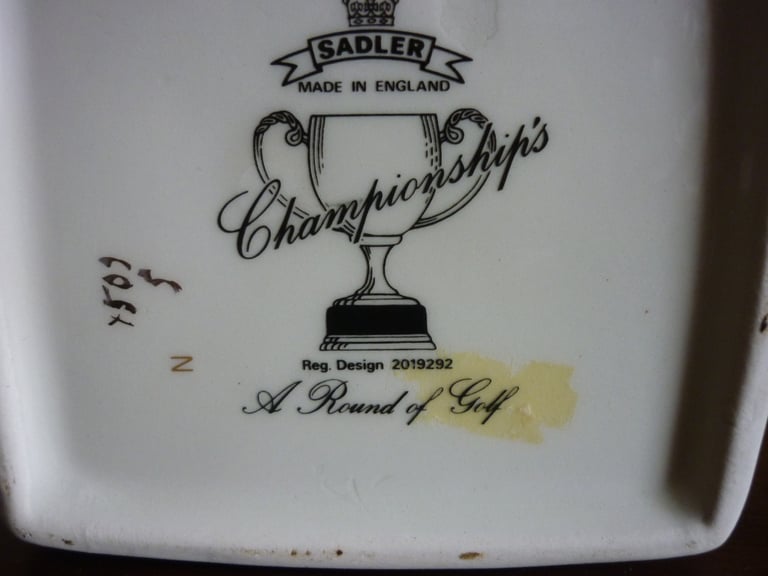 SADLER
MADE IN ENGLAND
Championship's
Reg. Design 2019292
A Round of Golf
N